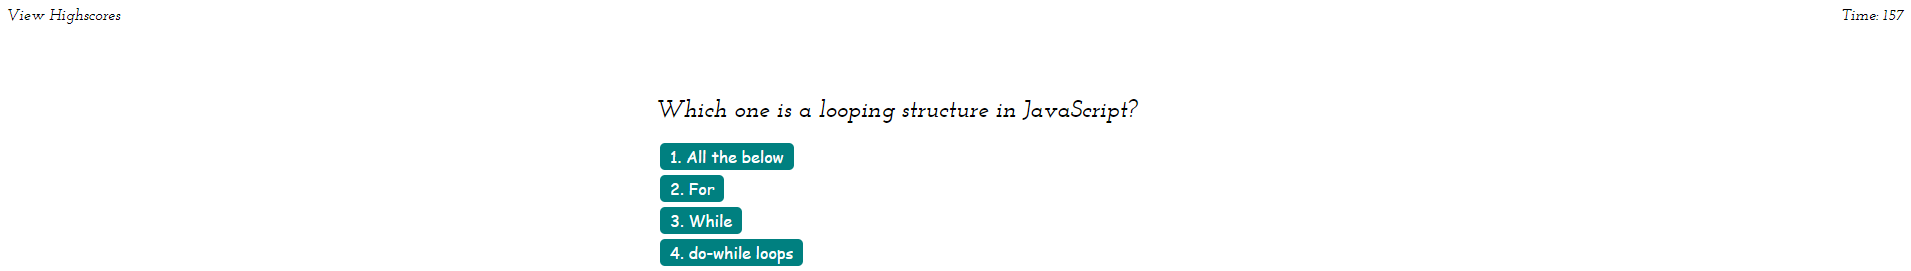 View Highscores
Time: 157
Which one is a looping structure in JavaScript?
1. All the below
2. For
3. While
4. do-while loops